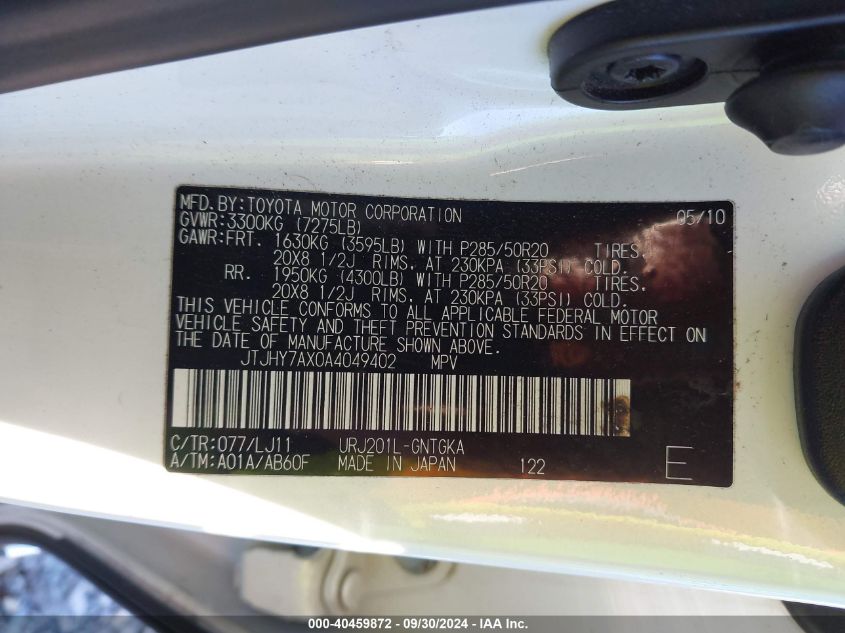 MFD. BY: TOYOTA MOTOR CORPORATION 05/10
GVWR: 3300KG (7275LB)
GAWR: FRT. 1630KG (3595LB) WITH P285/50R20 TIRES.
20X8 1/2J RIMS, AT 230KPA (33PSI) COLD.
RR. 1950KG (4300LB) WITH P285/50R20 TIRES.
20X8 1/2J RIMS, AT 230KPA (33PSI) COLD.
THIS VEHICLE CONFORMS TO ALL APPLICABLE FEDERAL MOTOR
VEHICLE SAFETY AND THEFT PREVENTION STANDARDS IN EFFECT ON
THE DATE OF MANUFACTURE SHOWN ABOVE.
JTJHY7AX0A4049402 MPV
C/TR: 077/LJ11 URJ201L-GNTGKA
A/TM: A01A/AB60F MADE IN JAPAN 122 E
000-40459872 - 09/30/2024 - IAA Inc.